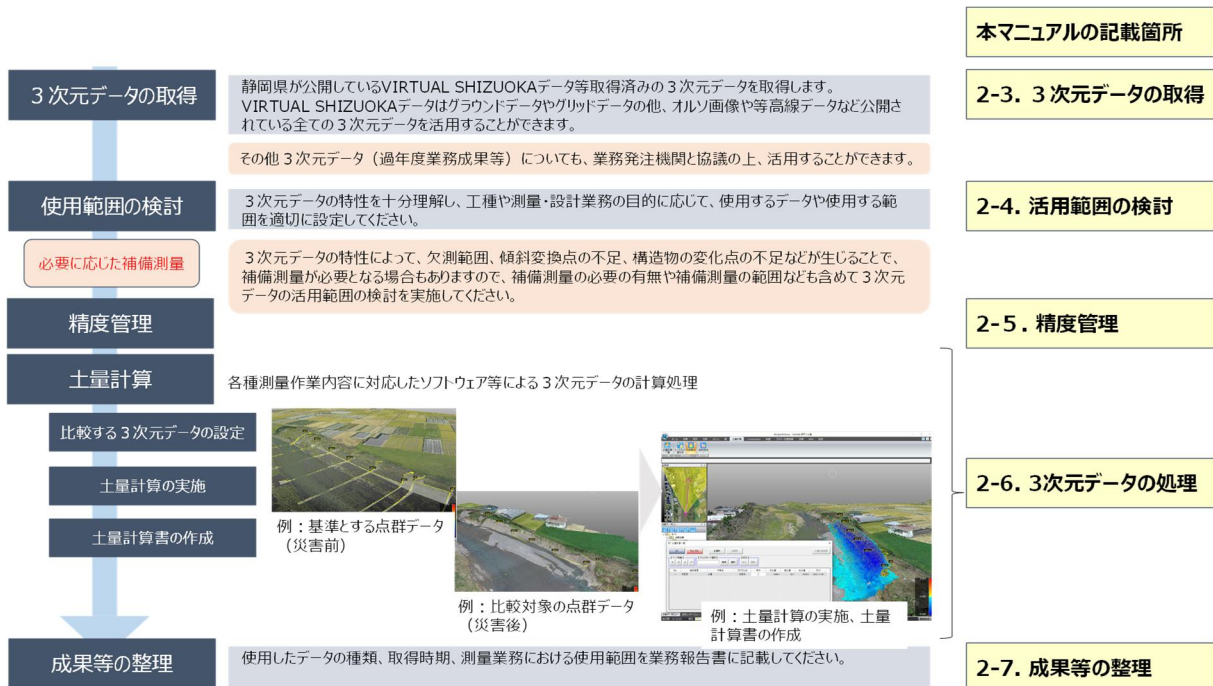 本マニュアルの記載箇所
３次元データの取得
静岡県が公開しているVIRTUAL SHIZUOKAデータ等取得済みの３次元データを取得します。
VIRTUAL SHIZUOKAデータはグラウンドデータやグリッドデータの他、オルソ画像や等高線データなど公開さ
れている全ての３次元データを活用することができます。
2-3. ３次元データの取得
その他３次元データ（過年度業務成果等）についても、業務発注機関と協議の上、活用することができます。
使用範囲の検討
３次元データの特性を十分理解し、工種や測量・設計業務の目的に応じて、使用するデータや使用する範
囲を適切に設定してください。
2-4. 活用範囲の検討
必要に応じた補備測量
３次元データの特性によって、欠測範囲、傾斜変換点の不足、構造物の変化点の不足などが生じることで、
補備測量が必要となる場合もありますので、補備測量の必要の有無や補備測量の範囲なども含めて３次元
データの活用範囲の検討を実施してください。
精度管理
2-５. 精度管理
土量計算
各種測量作業内容に対応したソフトウェア等による３次元データの計算処理
比較する３次元データの設定
土量計算の実施
土量計算書の作成
例：基準とする点群データ
（災害前）
例：比較対象の点群データ
（災害後）
例：土量計算の実施、土量
計算書の作成
2-6. 3次元データの処理
成果等の整理
使用したデータの種類、取得時期、測量業務における使用範囲を業務報告書に記載してください。
2-7. 成果等の整理